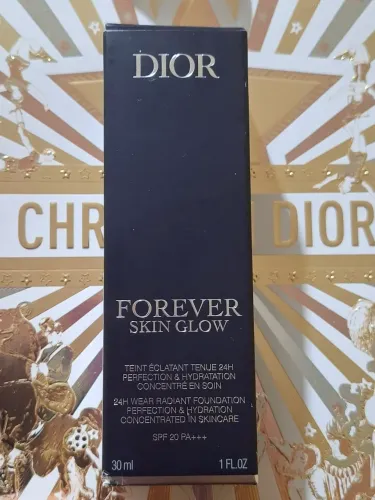 DIOR
CHR DIOR
FOREVER
SKIN GLOW
TEINT ÉCLATANT TENUE 24H
PERFECTION & HYDRATATION
CONCENTRÉ EN SOIN
24H WEAR RADIANT FOUNDATION
PERFECTION & HYDRATION
CONCENTRATED IN SKINCARE
SPF 20 PA+++
30 ml 1 FL.OZ